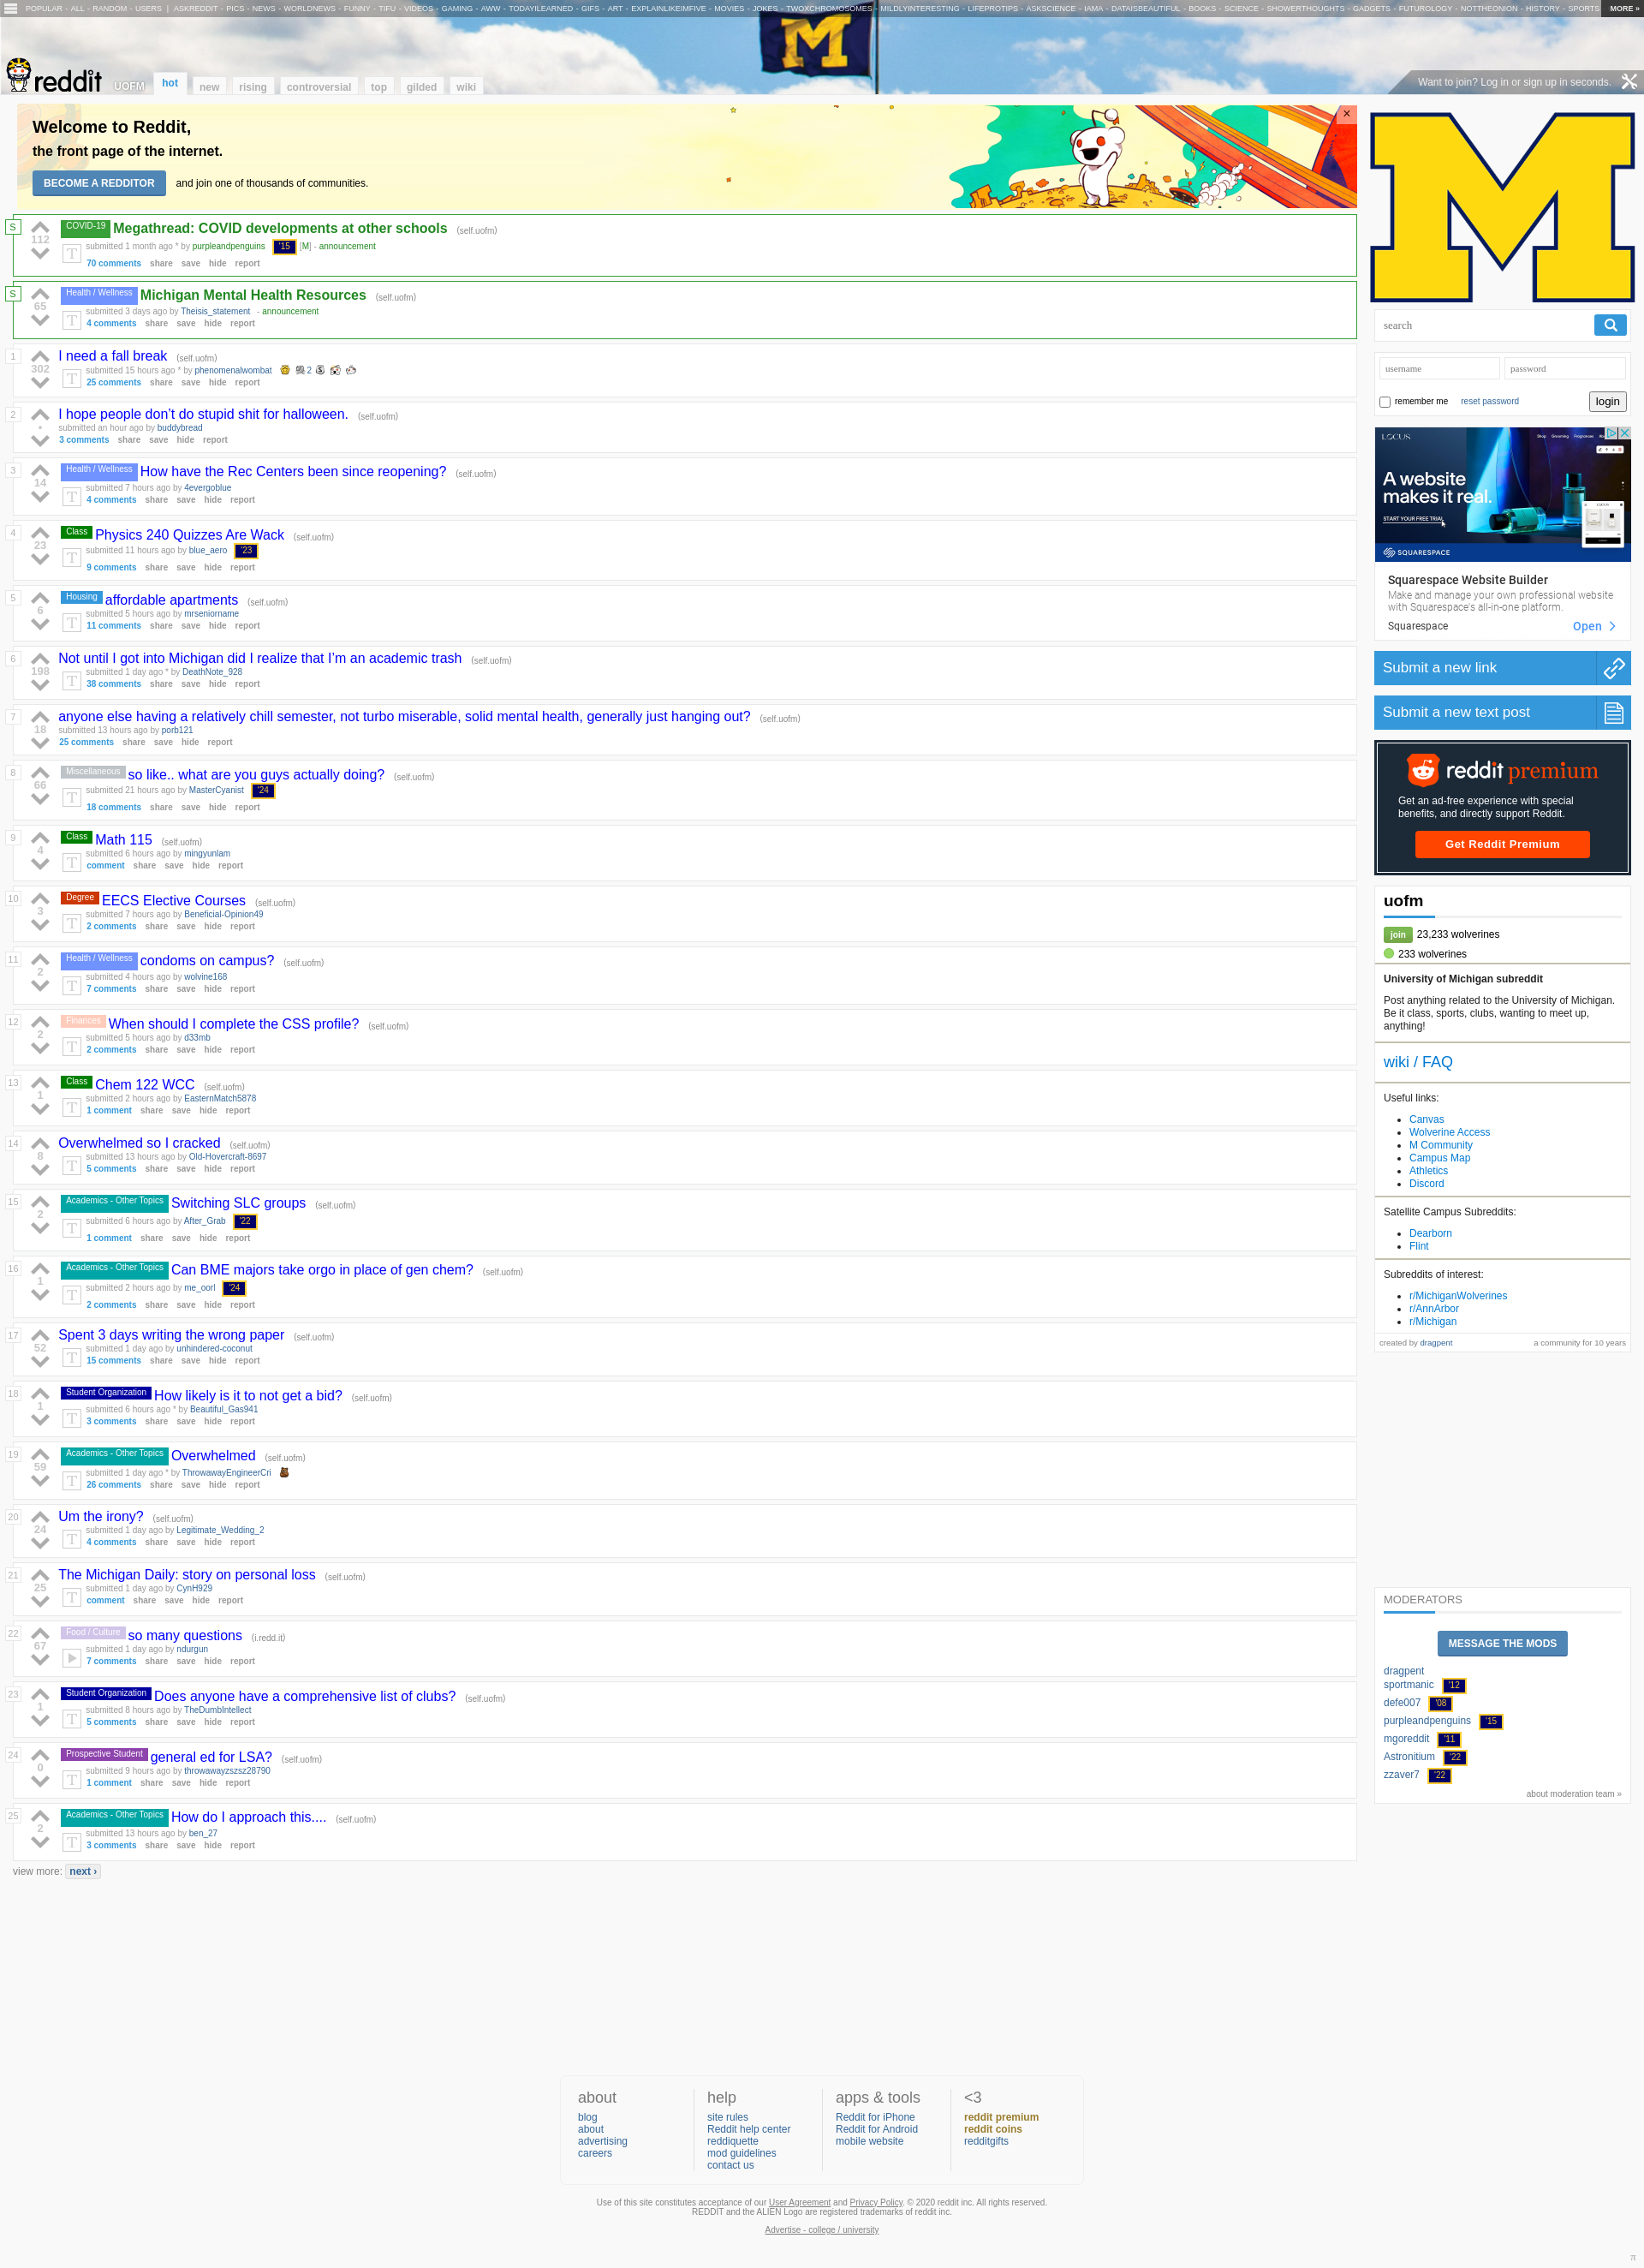 POPULAR - ALL - RANDOM - USERS | ASKREDDIT - PICS - NEWS - WORLDNEWS - FUNNY - TIFU - VIDEOS - GAMING - AWW - TODAYILEARNED - GIFS - ART - EXPLAINLIKEIMFIVE - MOVIES - JOKES - TWOXCHROMOSOMES - MILDLYINTERESTING - LIFEPROTIPS - ASKSCIENCE - IAMA - DATAISBEAUTIFUL - BOOKS - SCIENCE - SHOWERTHOUGHTS - GADGETS - FUTUROLOGY - NOTTHEONION - HISTORY - SPORTS MORE »
reddit UOFM hot new rising controversial top gilded wiki
Want to join? Log in or sign up in seconds.
Welcome to Reddit,
the front page of the internet.
BECOME A REDDITOR and join one of thousands of communities.
×
S
112
COVID-19 Megathread: COVID developments at other schools (self.uofm)
submitted 1 month ago * by purpleandpenguins '15 [M] - announcement
70 comments share save hide report
S
65
Health / Wellness Michigan Mental Health Resources (self.uofm)
submitted 3 days ago by Theisis_statement - announcement
4 comments share save hide report
1
302
I need a fall break (self.uofm)
submitted 15 hours ago * by phenomenalwombat 2
25 comments share save hide report
2
•
I hope people don’t do stupid shit for halloween. (self.uofm)
submitted an hour ago by buddybread
3 comments share save hide report
3
14
Health / Wellness How have the Rec Centers been since reopening? (self.uofm)
submitted 7 hours ago by 4evergoblue
4 comments share save hide report
4
23
Class Physics 240 Quizzes Are Wack (self.uofm)
submitted 11 hours ago by blue_aero '23
9 comments share save hide report
5
6
Housing affordable apartments (self.uofm)
submitted 5 hours ago by mrseniorname
11 comments share save hide report
6
198
Not until I got into Michigan did I realize that I’m an academic trash (self.uofm)
submitted 1 day ago * by DeathNote_928
38 comments share save hide report
7
18
anyone else having a relatively chill semester, not turbo miserable, solid mental health, generally just hanging out? (self.uofm)
submitted 13 hours ago by porb121
25 comments share save hide report
8
66
Miscellaneous so like.. what are you guys actually doing? (self.uofm)
submitted 21 hours ago by MasterCyanist '24
18 comments share save hide report
9
4
Class Math 115 (self.uofm)
submitted 6 hours ago by mingyunlam
comment share save hide report
10
3
Degree EECS Elective Courses (self.uofm)
submitted 7 hours ago by Beneficial-Opinion49
2 comments share save hide report
11
2
Health / Wellness condoms on campus? (self.uofm)
submitted 4 hours ago by wolvine168
7 comments share save hide report
12
2
Finances When should I complete the CSS profile? (self.uofm)
submitted 5 hours ago by d33mb
2 comments share save hide report
13
1
Class Chem 122 WCC (self.uofm)
submitted 2 hours ago by EasternMatch5878
1 comment share save hide report
14
8
Overwhelmed so I cracked (self.uofm)
submitted 13 hours ago by Old-Hovercraft-8697
5 comments share save hide report
15
2
Academics - Other Topics Switching SLC groups (self.uofm)
submitted 6 hours ago by After_Grab '22
1 comment share save hide report
16
1
Academics - Other Topics Can BME majors take orgo in place of gen chem? (self.uofm)
submitted 2 hours ago by me_oorl '24
2 comments share save hide report
17
52
Spent 3 days writing the wrong paper (self.uofm)
submitted 1 day ago by unhindered-coconut
15 comments share save hide report
18
1
Student Organization How likely is it to not get a bid? (self.uofm)
submitted 6 hours ago * by Beautiful_Gas941
3 comments share save hide report
19
59
Academics - Other Topics Overwhelmed (self.uofm)
submitted 1 day ago * by ThrowawayEngineerCri
26 comments share save hide report
20
24
Um the irony? (self.uofm)
submitted 1 day ago by Legitimate_Wedding_2
4 comments share save hide report
21
25
The Michigan Daily: story on personal loss (self.uofm)
submitted 1 day ago by CynH929
comment share save hide report
22
67
Food / Culture so many questions (i.redd.it)
submitted 1 day ago by ndurgun
7 comments share save hide report
23
1
Student Organization Does anyone have a comprehensive list of clubs? (self.uofm)
submitted 8 hours ago by TheDumbIntellect
5 comments share save hide report
24
0
Prospective Student general ed for LSA? (self.uofm)
submitted 9 hours ago by throwawayzszsz28790
1 comment share save hide report
25
2
Academics - Other Topics How do I approach this.... (self.uofm)
submitted 13 hours ago by ben_27
3 comments share save hide report
view more: next ›
M
search
username password
remember me reset password login
LOCUS
A website
makes it real.
START YOUR FREE TRIAL
SQUARESPACE
Squarespace Website Builder
Make and manage your own professional website
with Squarespace's all-in-one platform.
Squarespace Open
Submit a new link
Submit a new text post
reddit premium
Get an ad-free experience with special
benefits, and directly support Reddit.
Get Reddit Premium
uofm
join 23,233 wolverines
233 wolverines
University of Michigan subreddit
Post anything related to the University of Michigan.
Be it class, sports, clubs, wanting to meet up,
anything!
wiki / FAQ
Useful links:
Canvas
Wolverine Access
M Community
Campus Map
Athletics
Discord
Satellite Campus Subreddits:
Dearborn
Flint
Subreddits of interest:
r/MichiganWolverines
r/AnnArbor
r/Michigan
created by dragpent a community for 10 years
MODERATORS
MESSAGE THE MODS
dragpent
sportmanic '12
defe007 '08
purpleandpenguins '15
mgoreddit '11
Astronitium '22
zzaver7 '22
about moderation team »
about
blog
about
advertising
careers
help
site rules
Reddit help center
reddiquette
mod guidelines
contact us
apps & tools
Reddit for iPhone
Reddit for Android
mobile website
<3
reddit premium
reddit coins
redditgifts
Use of this site constitutes acceptance of our User Agreement and Privacy Policy. © 2020 reddit inc. All rights reserved.
REDDIT and the ALIEN Logo are registered trademarks of reddit inc.
Advertise - college / university
π